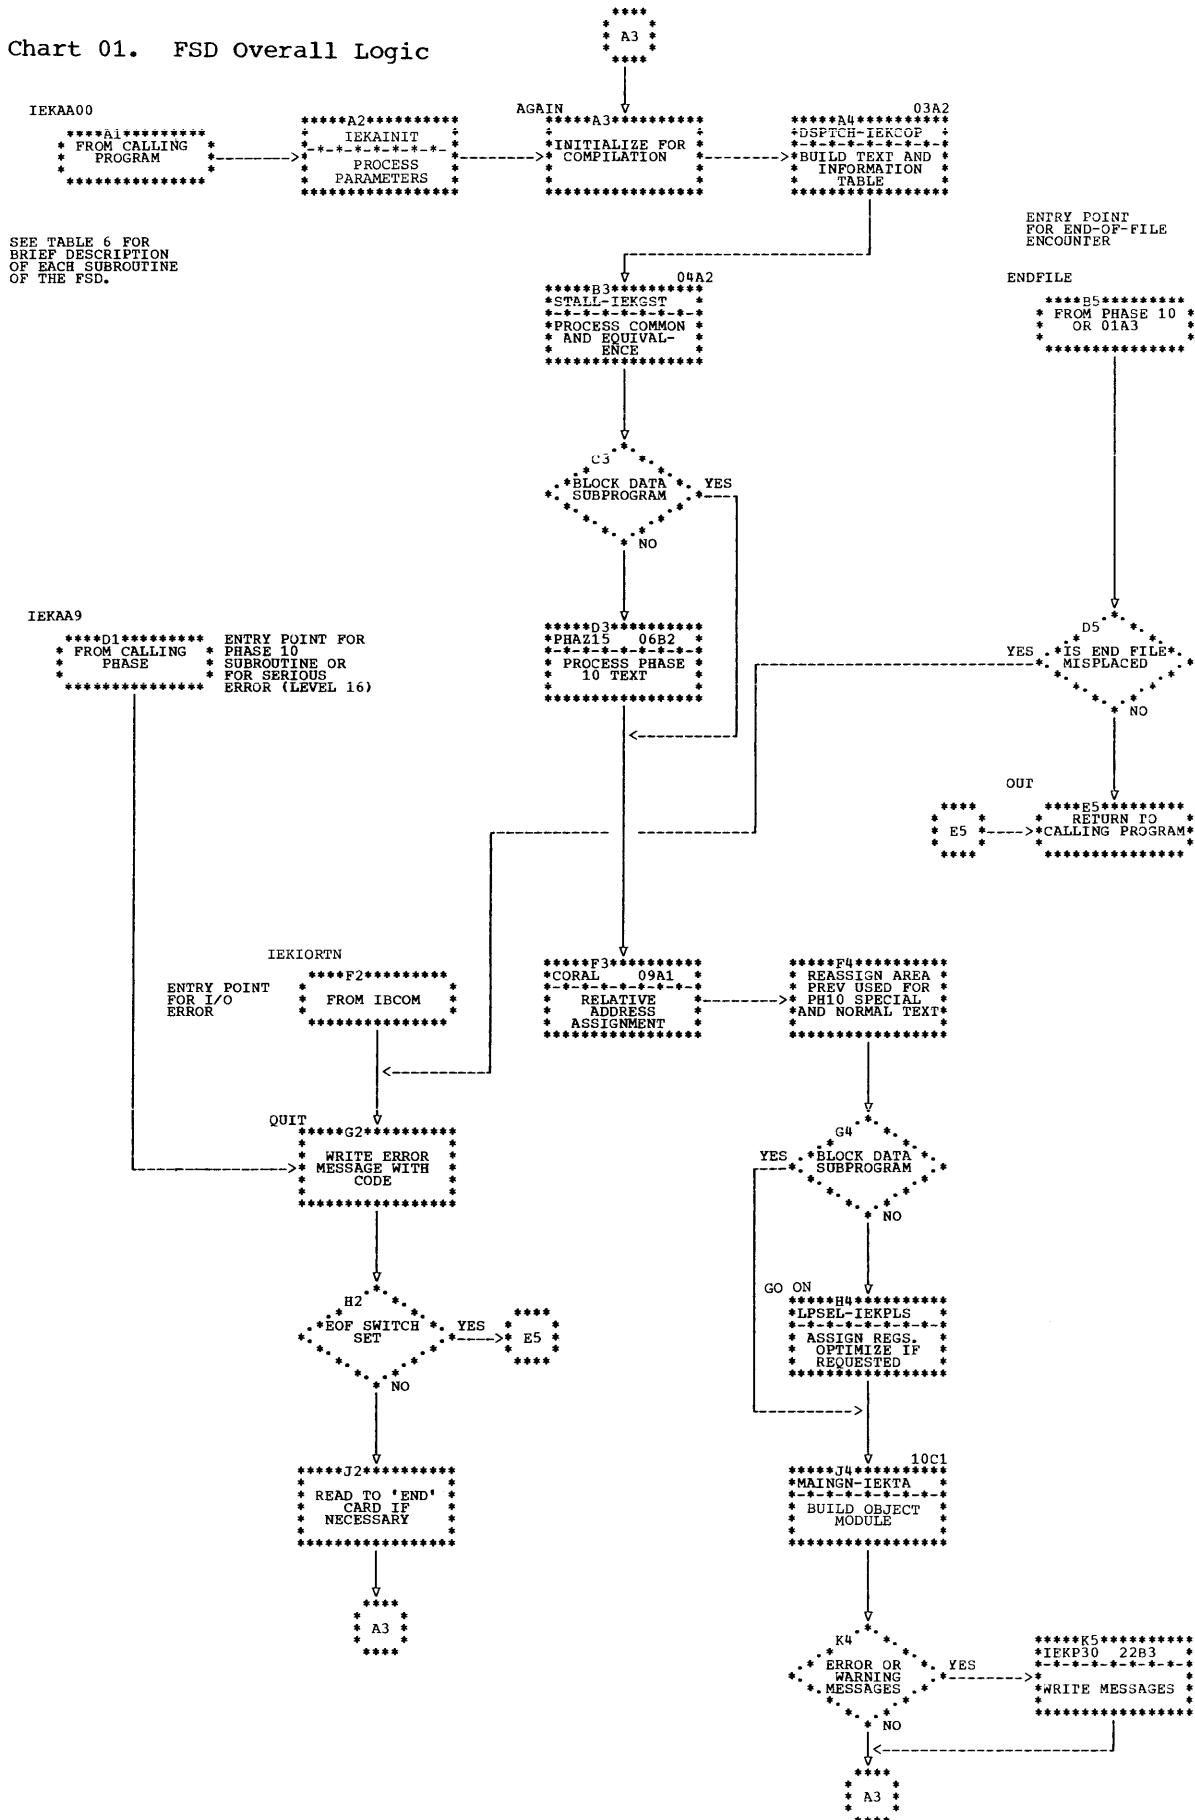 A3
Chart 01. FSD Overall Logic
IEKAA00
A1
FROM CALLING
PROGRAM
A2
IEKAINIT
PROCESS
PARAMETERS
AGAIN
A3
INITIALIZE FOR
COMPILATION
03A2
A4
DSPTCH-IEKCOP
BUILD TEXT AND
INFORMATION
TABLE
SEE TABLE 6 FOR
BRIEF DESCRIPTION
OF EACH SUBROUTINE
OF THE FSD.
ENTRY POINT
FOR END-OF-FILE
ENCOUNTER
ENDFILE
B5
FROM PHASE 10
OR 01A3
04A2
B3
STALL-IEKGST
PROCESS COMMON
AND EQUIVAL-
ENCE
C3
BLOCK DATA
SUBPROGRAM
YES
NO
IEKAA9
D1
FROM CALLING
PHASE
ENTRY POINT FOR
PHASE 10
SUBROUTINE OR
FOR SERIOUS
ERROR (LEVEL 16)
D3
PHAZ15 06B2
PROCESS PHASE
10 TEXT
D5
YES
IS END FILE
MISPLACED
NO
OUT
E5
E5
RETURN TO
CALLING PROGRAM
IEKIORTN
ENTRY POINT
FOR I/O
ERROR
F2
FROM IBCOM
F3
CORAL 09A1
RELATIVE
ADDRESS
ASSIGNMENT
F4
REASSIGN AREA
PREV USED FOR
PH10 SPECIAL
AND NORMAL TEXT
QUIT
G2
WRITE ERROR
MESSAGE WITH
CODE
G4
YES
BLOCK DATA
SUBPROGRAM
NO
H2
EOF SWITCH
SET
YES
E5
NO
GO ON
H4
LPSEL-IEKPLS
ASSIGN REGS.
OPTIMIZE IF
REQUESTED
J2
READ TO 'END'
CARD IF
NECESSARY
10C1
J4
MAINGN-IEKTA
BUILD OBJECT
MODULE
A3
K4
ERROR OR
WARNING
MESSAGES
YES
NO
K5
IEKP30 22B3
WRITE MESSAGES
A3